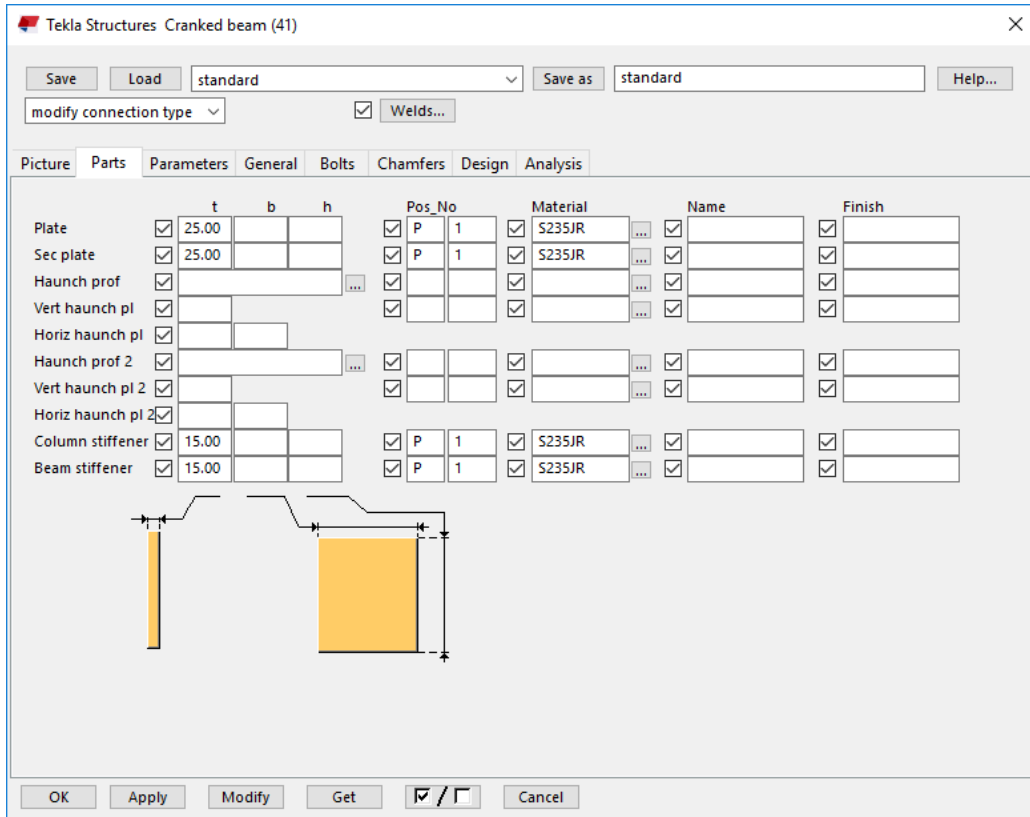 Tekla Structures Cranked beam (41)
Save Load standard Save as standard Help...
modify connection type Welds...
Picture Parts Parameters General Bolts Chamfers Design Analysis
t b h Pos_No Material Name Finish
Plate 25.00 P 1 S235JR ...
Sec plate 25.00 P 1 S235JR ...
Haunch prof ... ...
Vert haunch pl ...
Horiz haunch pl
Haunch prof 2 ... ...
Vert haunch pl 2 ...
Horiz haunch pl 2
Column stiffener 15.00 P 1 S235JR ...
Beam stiffener 15.00 P 1 S235JR ...
OK Apply Modify Get / Cancel